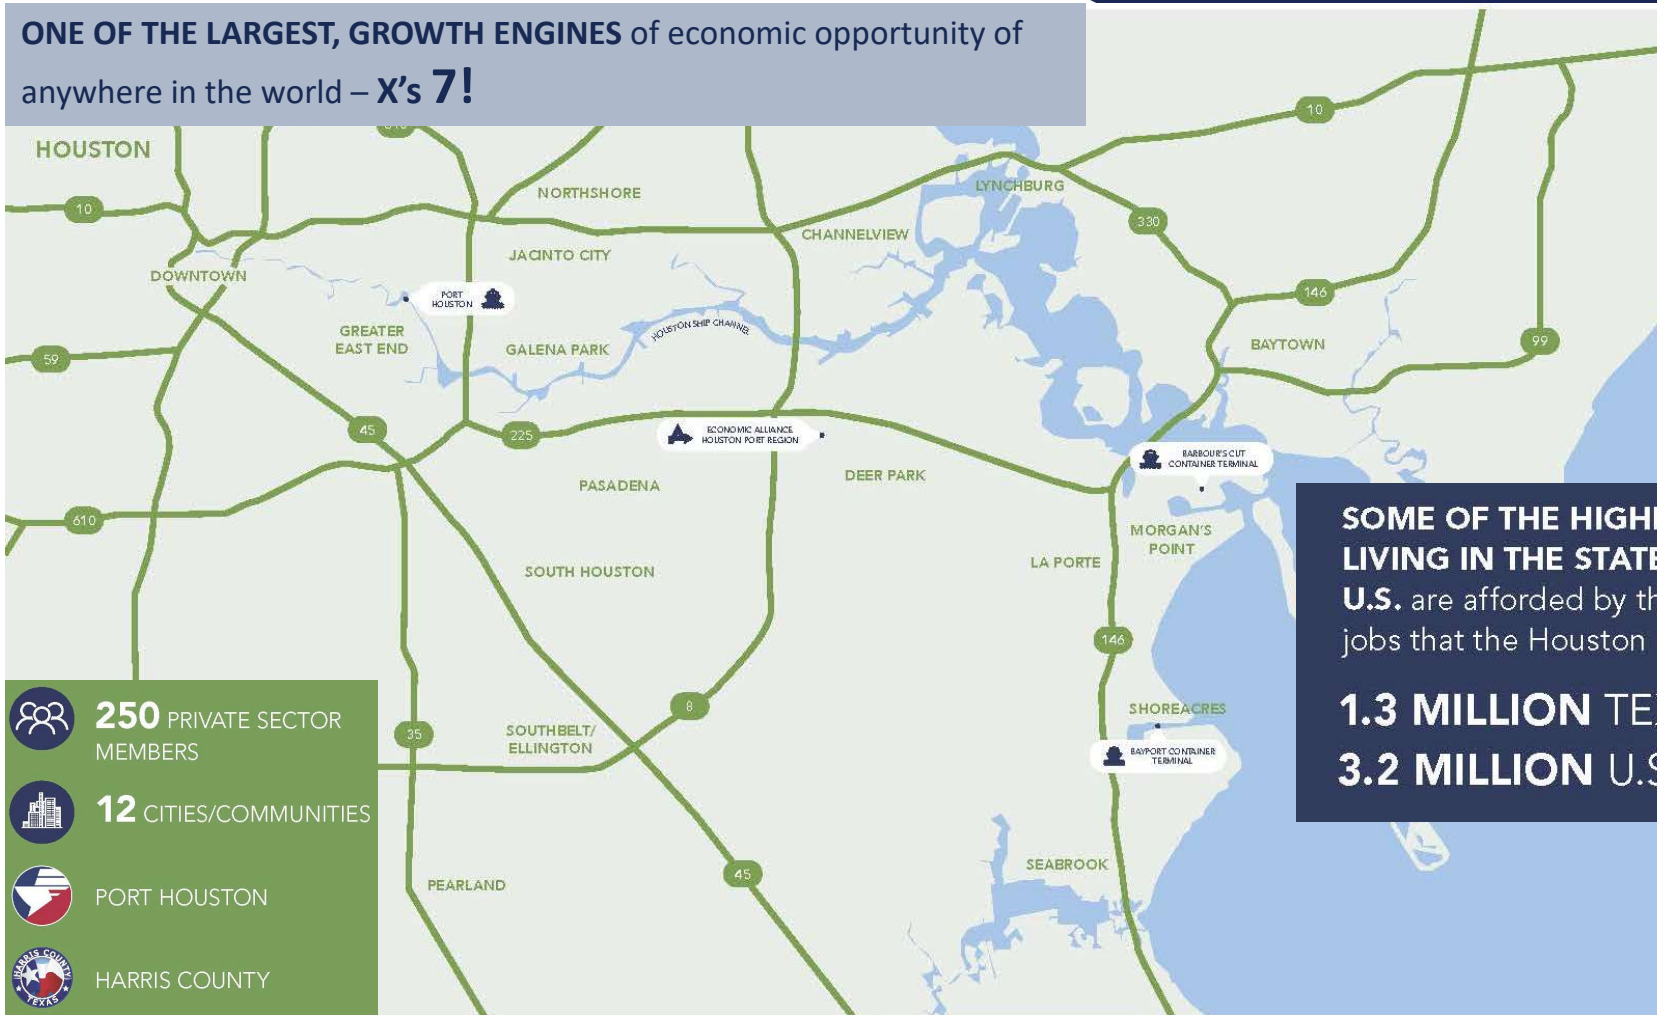 ONE OF THE LARGEST, GROWTH ENGINES of economic opportunity of
anywhere in the world – X’s 7!
HOUSTON
10
NORTHSHORE
LYNCHBURG
10
330
CHANNELVIEW
JACINTO CITY
DOWNTOWN
PORT
HOUSTON
146
HOUSTON SHIP CHANNEL
GREATER
EAST END
GALENA PARK
BAYTOWN
99
59
45
225
ECONOMIC ALLIANCE
HOUSTON PORT REGION
BARBOUR'S CUT
CONTAINER TERMINAL
PASADENA
DEER PARK
610
MORGAN'S
POINT
LA PORTE
SOUTH HOUSTON
146
SHOREACRES
8
35
SOUTHBELT/
ELLINGTON
BAYPORT CONTAINER
TERMINAL
SEABROOK
45
PEARLAND
SOME OF THE HIGH
LIVING IN THE STATE
U.S. are afforded by th
jobs that the Houston
1.3 MILLION TE
3.2 MILLION U.S
250 PRIVATE SECTOR
MEMBERS
12 CITIES/COMMUNITIES
PORT HOUSTON
HARRIS COUNTY
HARRIS COUNTY
TEXAS